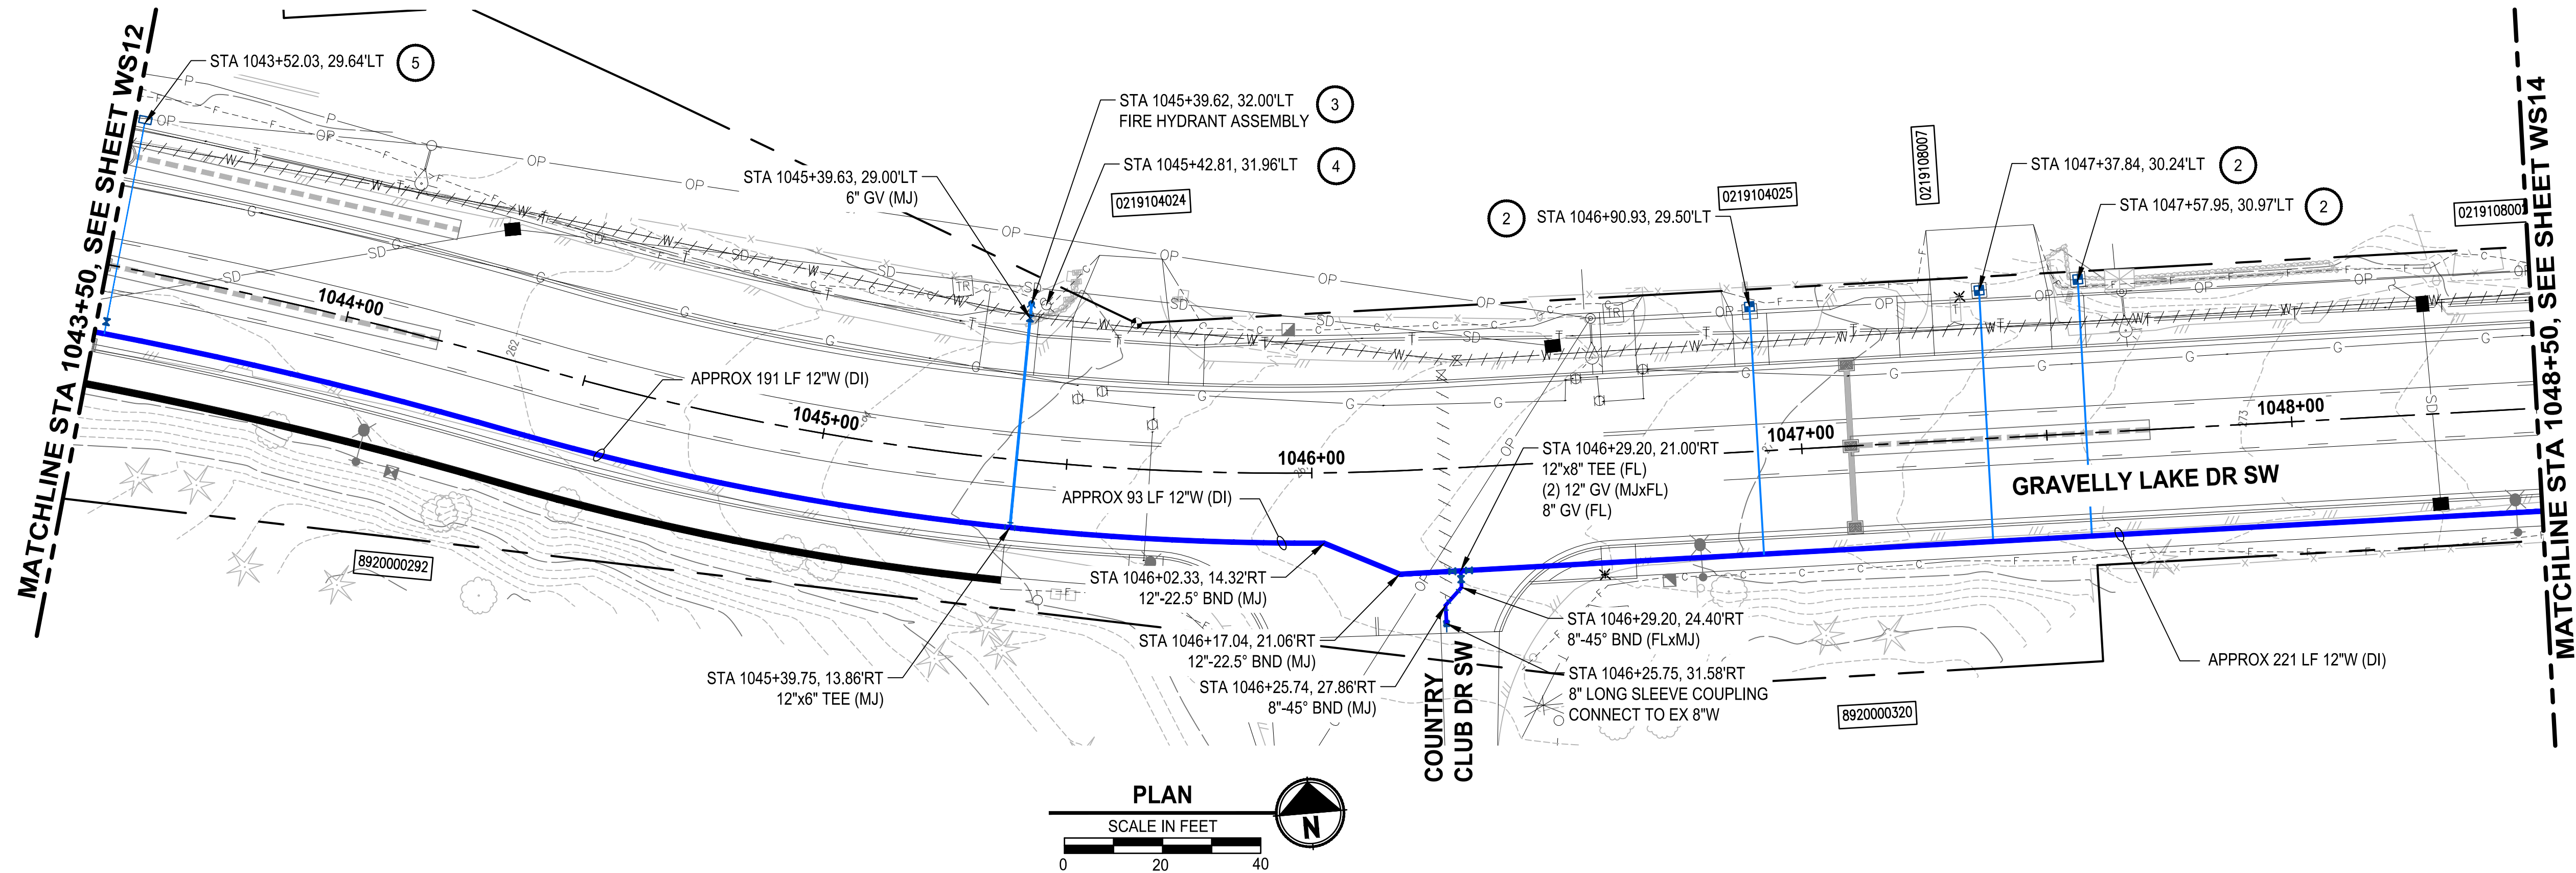 MATCHLINE STA 1043+50, SEE SHEET WS12
STA 1043+52.03, 29.64'LT
5
STA 1045+39.62, 32.00'LT
FIRE HYDRANT ASSEMBLY
3
STA 1045+42.81, 31.96'LT
4
STA 1045+39.63, 29.00'LT
6" GV (MJ)
0219104024
2
STA 1046+90.93, 29.50'LT
0219104025
0219108007
STA 1047+37.84, 30.24'LT
2
STA 1047+57.95, 30.97'LT
2
MATCHLINE STA 1048+50, SEE SHEET WS14
1044+00
262
APPROX 191 LF 12"W (DI)
1045+00
1046+00
1047+00
273
1048+00
TR
TR
GRAVELLY LAKE DR SW
APPROX 93 LF 12"W (DI)
STA 1046+29.20, 21.00'RT
12"x8" TEE (FL)
(2) 12" GV (MJxFL)
8" GV (FL)
8920000292
STA 1046+02.33, 14.32'RT
12"-22.5° BND (MJ)
STA 1046+17.04, 21.06'RT
12"-22.5° BND (MJ)
STA 1046+25.74, 27.86'RT
8"-45° BND (MJ)
STA 1045+39.75, 13.86'RT
12"x6" TEE (MJ)
STA 1046+29.20, 24.40'RT
8"-45° BND (FLxMJ)
STA 1046+25.75, 31.58'RT
8" LONG SLEEVE COUPLING
CONNECT TO EX 8"W
COUNTRY
CLUB DR SW
APPROX 221 LF 12"W (DI)
8920000320
PLAN
N
SCALE IN FEET
0 20 40